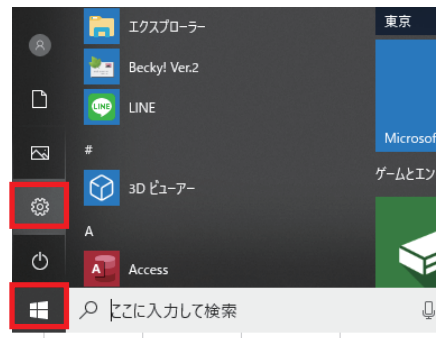 エクスプローラー
東京
Becky! Ver.2
LINE
LINE
Microsof
#
ゲームとエン
3D ビューアー
A
A
Access
ここに入力して検索